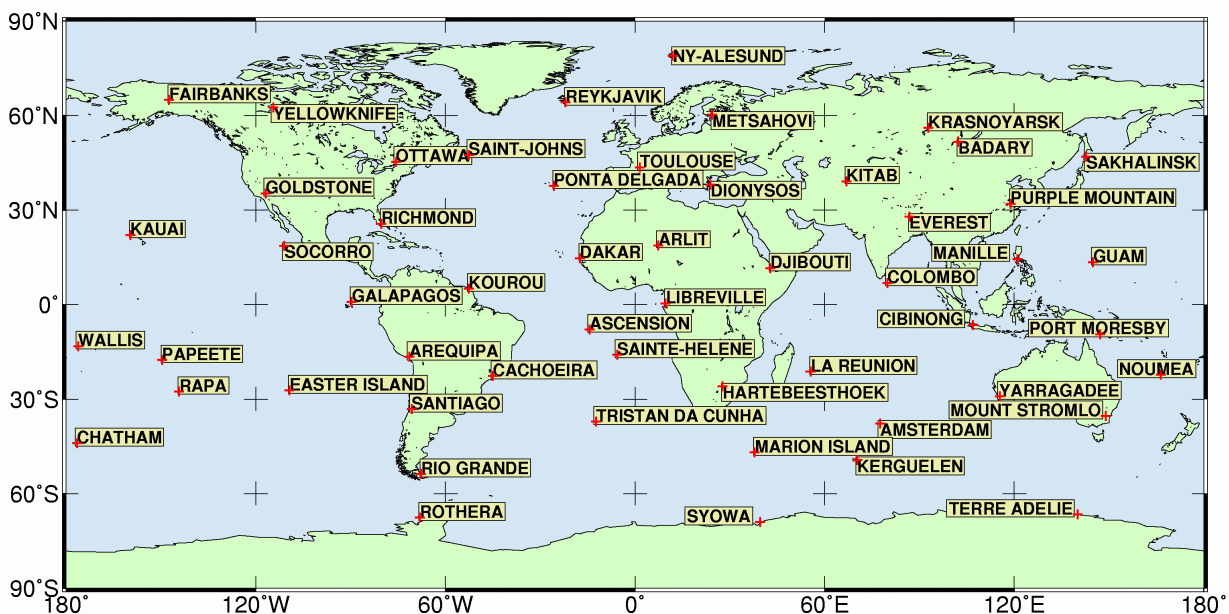 90°N
NY-ALESUND
FAIRBANKS
REYKJAVIK
YELLOWKNIFE
60°N
METSAHOVI
KRASNOYARSK
BADARY
SAINT-JOHNS
OTTAWA
TOULOUSE
SAKHALINSK
KITAB
PONTA DELGADA
GOLDSTONE
DIONYSOS
PURPLE MOUNTAIN
30°N
RICHMOND
EVEREST
KAUAI
ARLIT
SOCORRO
DAKAR
MANILLE
GUAM
DJIBOUTI
COLOMBO
KOUROU
GALAPAGOS
LIBREVILLE
0°
CIBINONG
ASCENSION
PORT MORESBY
WALLIS
SAINTE-HELENE
AREQUIPA
PAPEETE
LA REUNION
NOUMEA
CACHOEIRA
RAPA
EASTER ISLAND
YARRAGADEE
HARTEBEESTHOEK
30°S
SANTIAGO
MOUNT STROMLO
TRISTAN DA CUNHA
AMSTERDAM
CHATHAM
MARION ISLAND
KERGUELEN
RIO GRANDE
60°S
TERRE ADELIE
ROTHERA
SYOWA
90°S
180° 120°W 60°W 0° 60°E 120°E 180°